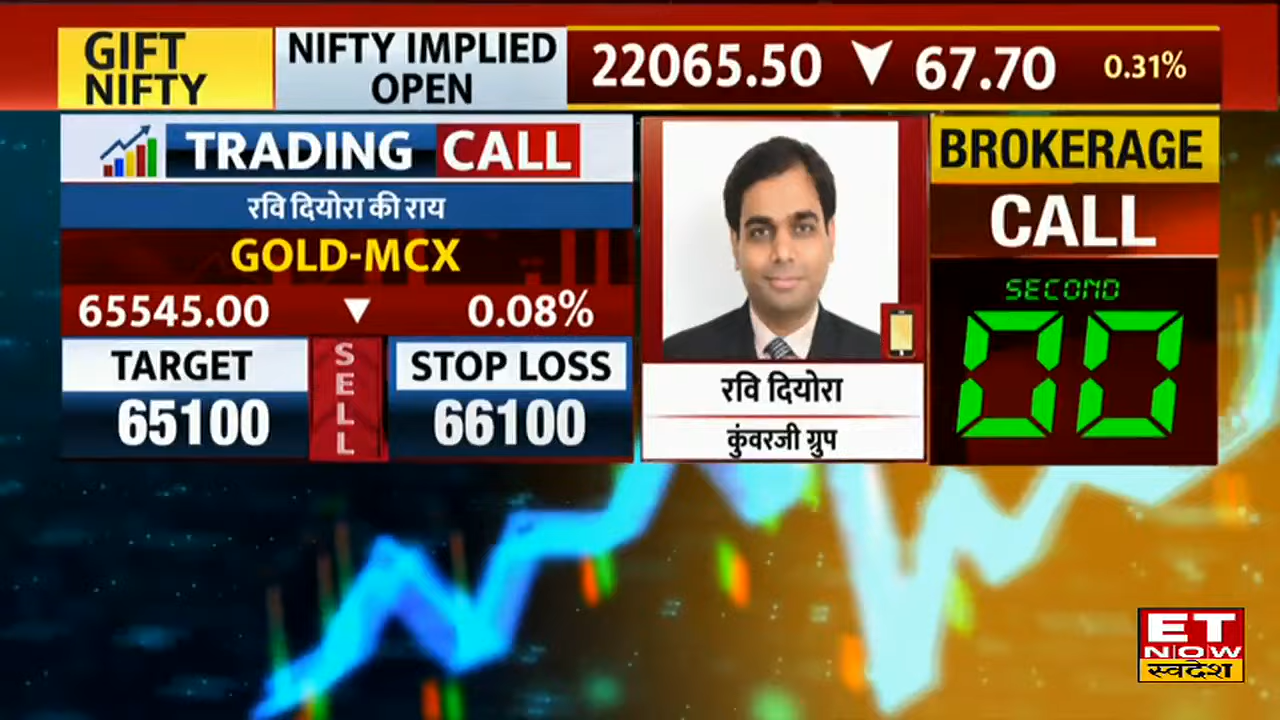 GIFT
NIFTY
NIFTY IMPLIED
OPEN
22065.50 ▼ 67.70 0.31%
TRADING CALL
रवि दियोरा की राय
GOLD-MCX
65545.00 ▼ 0.08%
TARGET
65100
SELL
STOP LOSS
66100
रवि दियोरा
कुंवरजी ग्रुप
BROKERAGE
CALL
SECOND
00
ET
NOW
स्वदेश